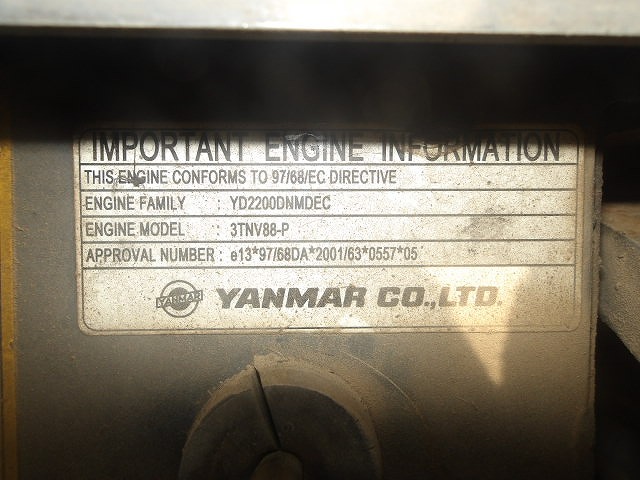 IMPORTANT ENGINE INFORMATION
THIS ENGINE CONFORMS TO 97/68/EC DIRECTIVE
ENGINE FAMILY : YD2200DNMDEC
ENGINE MODEL : 3TNV88-P
APPROVAL NUMBER : e13*97/68DA*2001/63*0557*05
YANMAR YANMAR CO.,LTD.